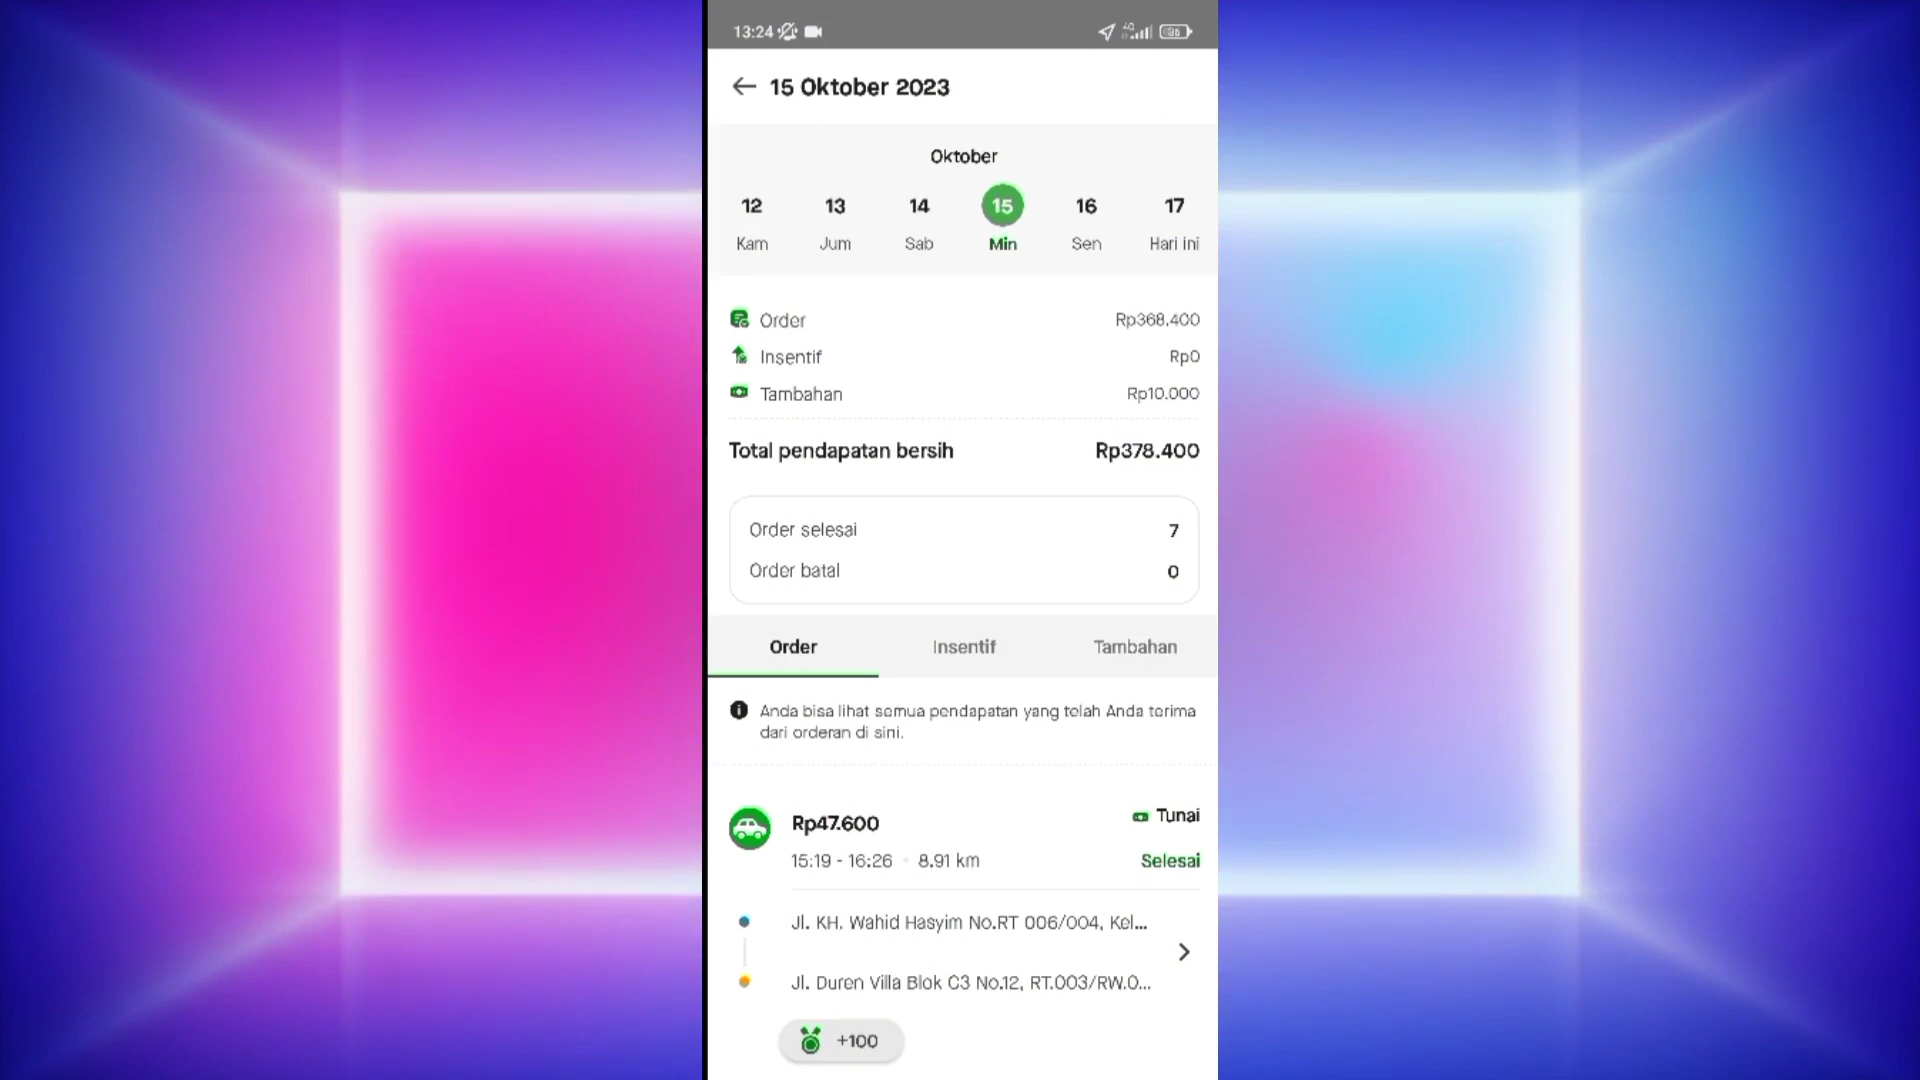 13:24
4G
36
15 Oktober 2023
Oktober
12 13 14 15 16 17
Kam Jum Sab Min Sen Hari ini
Order Rp368.400
Insentif Rp0
Tambahan Rp10.000
Total pendapatan bersih Rp378.400
Order selesai 7
Order batal 0
Order Insentif Tambahan
Anda bisa lihat semua pendapatan yang telah Anda terima
dari orderan di sini.
Rp47.600 Tunai
15:19 - 16:26 • 8.91 km Selesai
Jl. KH. Wahid Hasyim No.RT 006/004, Kel...
Jl. Duren Villa Blok C3 No.12, RT.003/RW.0...
+100